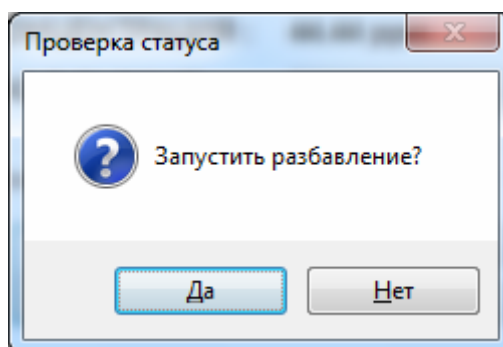 Проверка статуса
Запустить разбавление?
Да
Нет